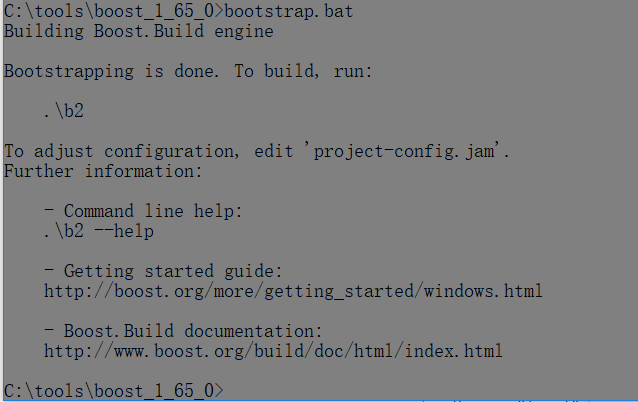 C:\tools\boost_1_65_0>bootstrap.bat
Building Boost.Build engine
Bootstrapping is done. To build, run:
.\b2
To adjust configuration, edit 'project-config.jam'.
Further information:
- Command line help:
.\b2 --help
- Getting started guide:
http://boost.org/more/getting_started/windows.html
- Boost.Build documentation:
http://www.boost.org/build/doc/html/index.html
C:\tools\boost_1_65_0>